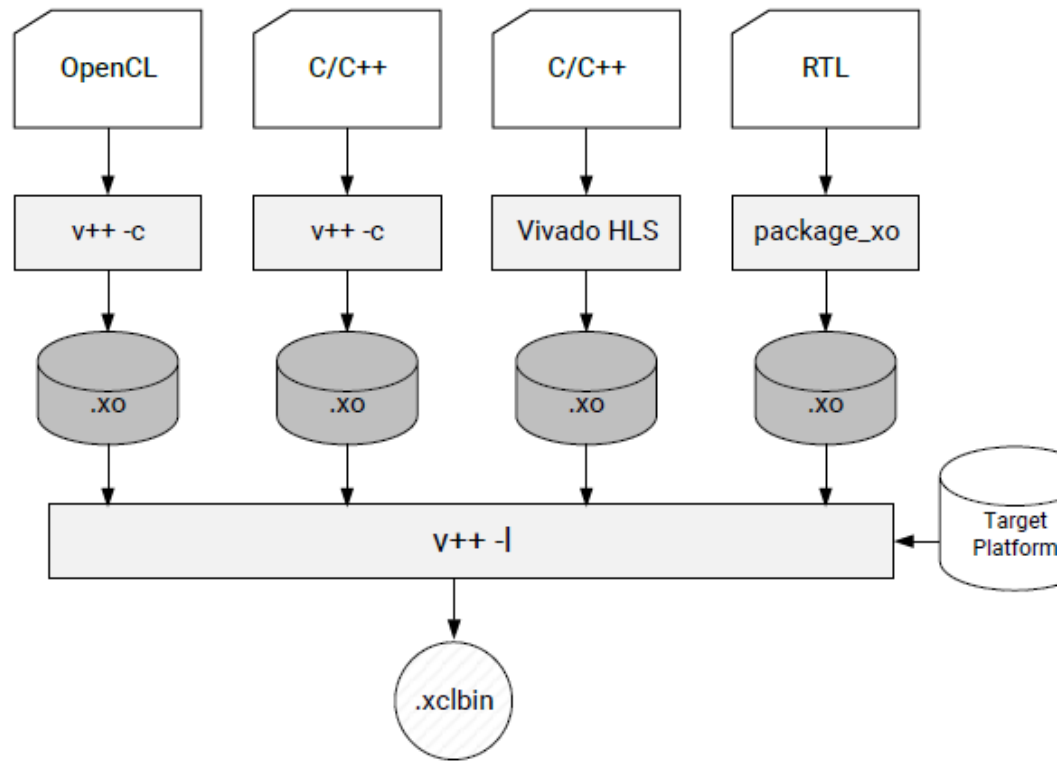 OpenCL
C/C++
C/C++
RTL
v++ -c
v++ -c
Vivado HLS
package_xo
.xo
.xo
.xo
.xo
v++ -l
Target
Platform
.xclbin